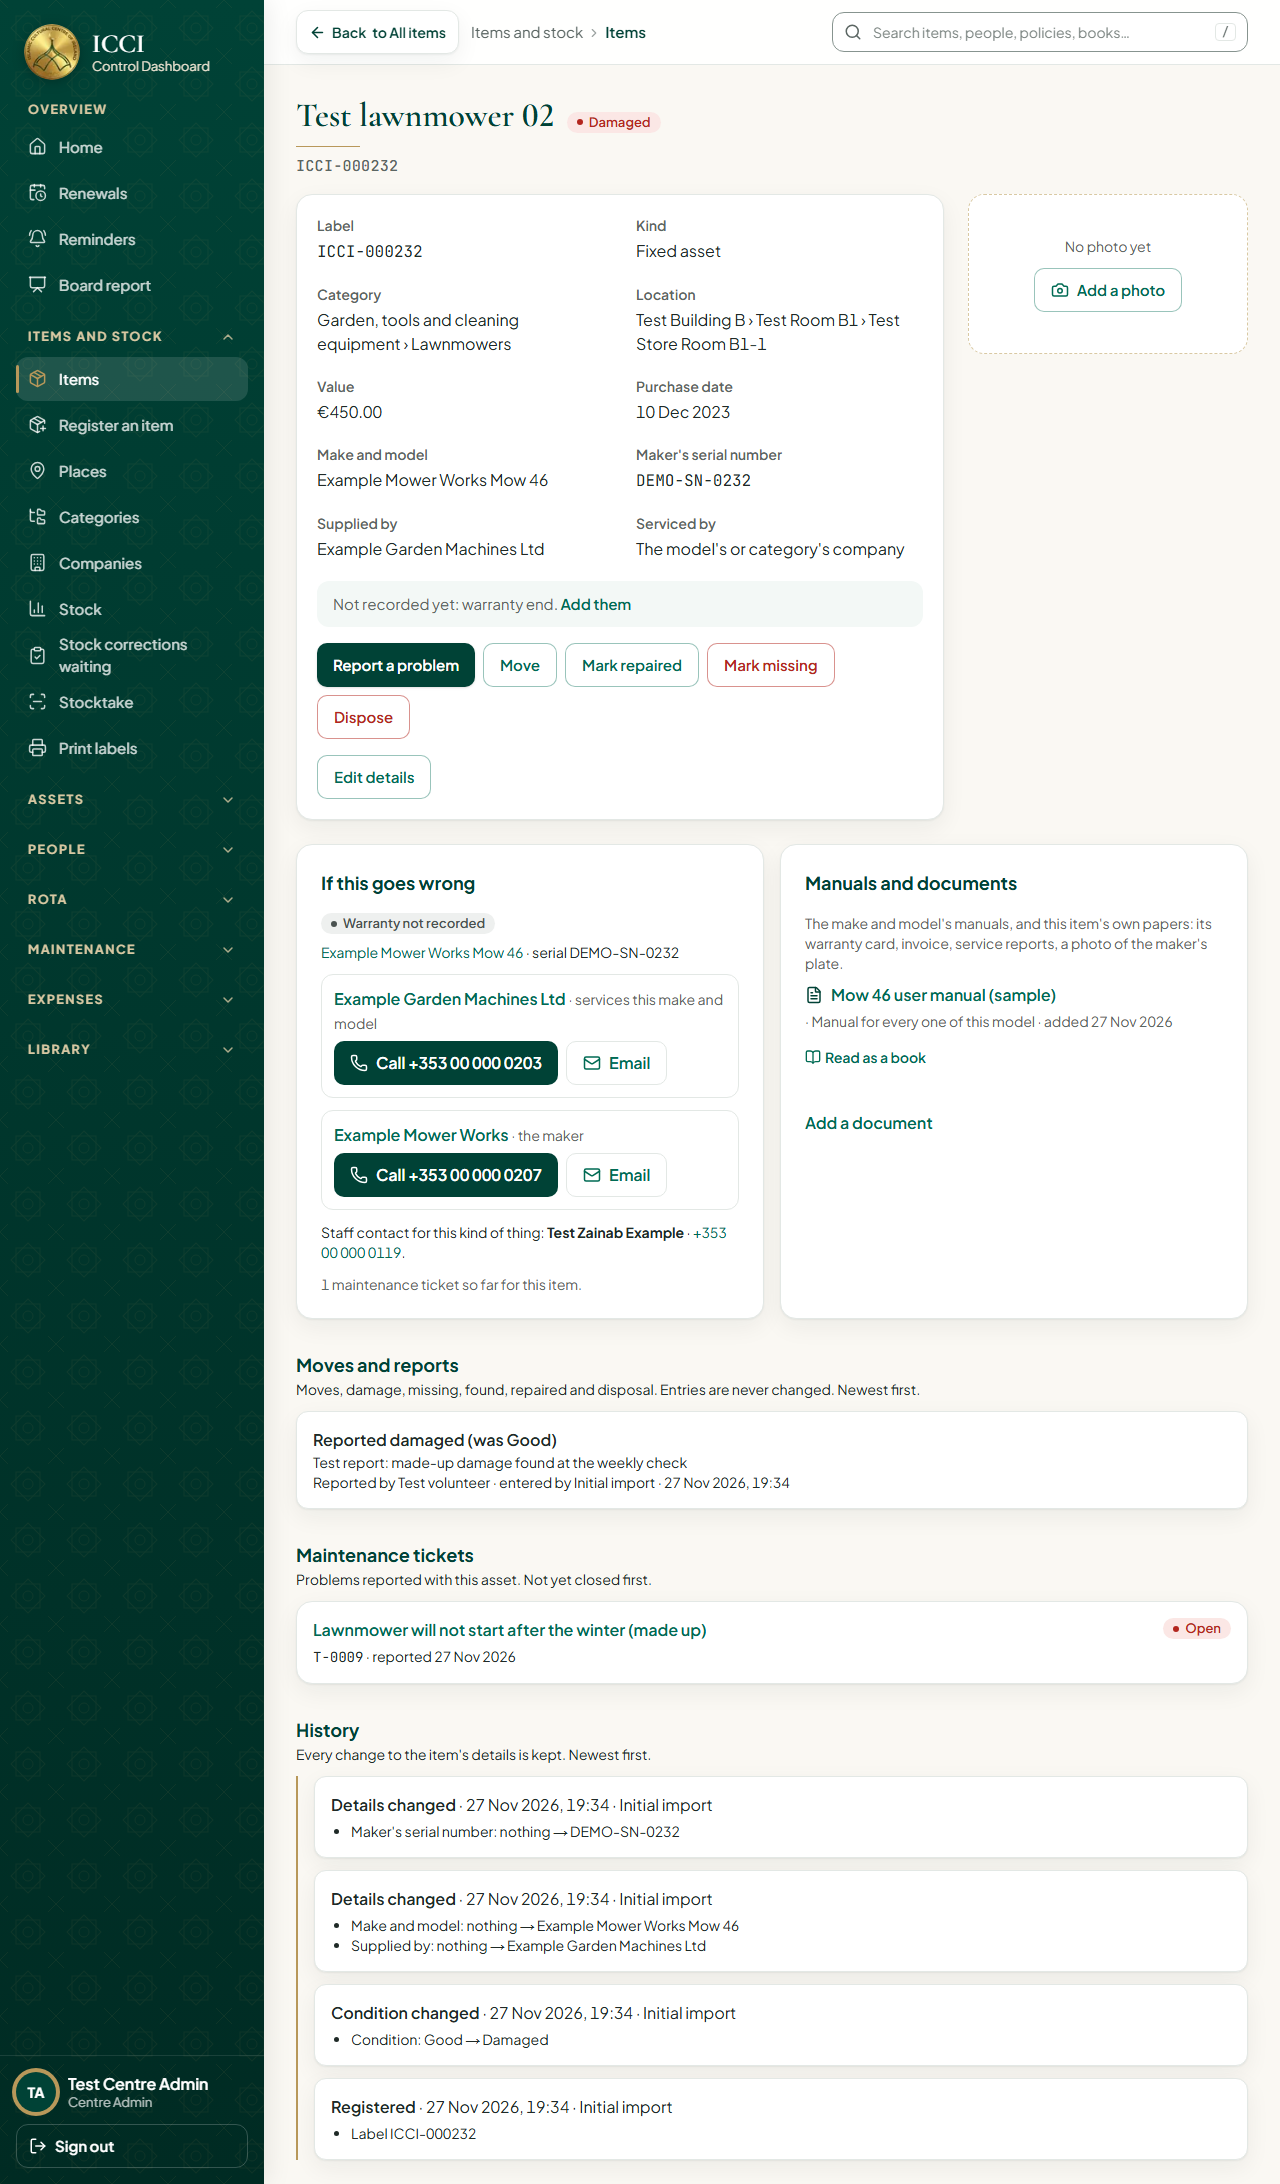 ICCI
Control Dashboard
OVERVIEW
Home
Renewals
Reminders
Board report
ITEMS AND STOCK
Items
Register an item
Places
Categories
Companies
Stock
Stock corrections
waiting
Stocktake
Print labels
ASSETS
PEOPLE
ROTA
MAINTENANCE
EXPENSES
LIBRARY
TA
Test Centre Admin
Centre Admin
Sign out
Back to All items
Items and stock › Items
Search items, people, policies, books… /
Test lawnmower 02
Damaged
ICCI-000232
Label
ICCI-000232
Kind
Fixed asset
Category
Garden, tools and cleaning
equipment › Lawnmowers
Location
Test Building B › Test Room B1 › Test
Store Room B1-1
Value
€450.00
Purchase date
10 Dec 2023
Make and model
Example Mower Works Mow 46
Maker's serial number
DEMO-SN-0232
Supplied by
Example Garden Machines Ltd
Serviced by
The model's or category's company
Not recorded yet: warranty end. Add them
Report a problem
Move
Mark repaired
Mark missing
Dispose
Edit details
No photo yet
Add a photo
If this goes wrong
Warranty not recorded
Example Mower Works Mow 46 · serial DEMO-SN-0232
Example Garden Machines Ltd · services this make and
model
Call +353 00 000 0203
Email
Example Mower Works · the maker
Call +353 00 000 0207
Email
Staff contact for this kind of thing: Test Zainab Example · +353
00 000 0119.
1 maintenance ticket so far for this item.
Manuals and documents
The make and model's manuals, and this item's own papers: its
warranty card, invoice, service reports, a photo of the maker's
plate.
Mow 46 user manual (sample)
· Manual for every one of this model · added 27 Nov 2026
Read as a book
Add a document
Moves and reports
Moves, damage, missing, found, repaired and disposal. Entries are never changed. Newest first.
Reported damaged (was Good)
Test report: made-up damage found at the weekly check
Reported by Test volunteer · entered by Initial import · 27 Nov 2026, 19:34
Maintenance tickets
Problems reported with this asset. Not yet closed first.
Lawnmower will not start after the winter (made up)
Open
T-0009 · reported 27 Nov 2026
History
Every change to the item's details is kept. Newest first.
Details changed · 27 Nov 2026, 19:34 · Initial import
• Maker's serial number: nothing → DEMO-SN-0232
Details changed · 27 Nov 2026, 19:34 · Initial import
• Make and model: nothing → Example Mower Works Mow 46
• Supplied by: nothing → Example Garden Machines Ltd
Condition changed · 27 Nov 2026, 19:34 · Initial import
• Condition: Good → Damaged
Registered · 27 Nov 2026, 19:34 · Initial import
• Label ICCI-000232